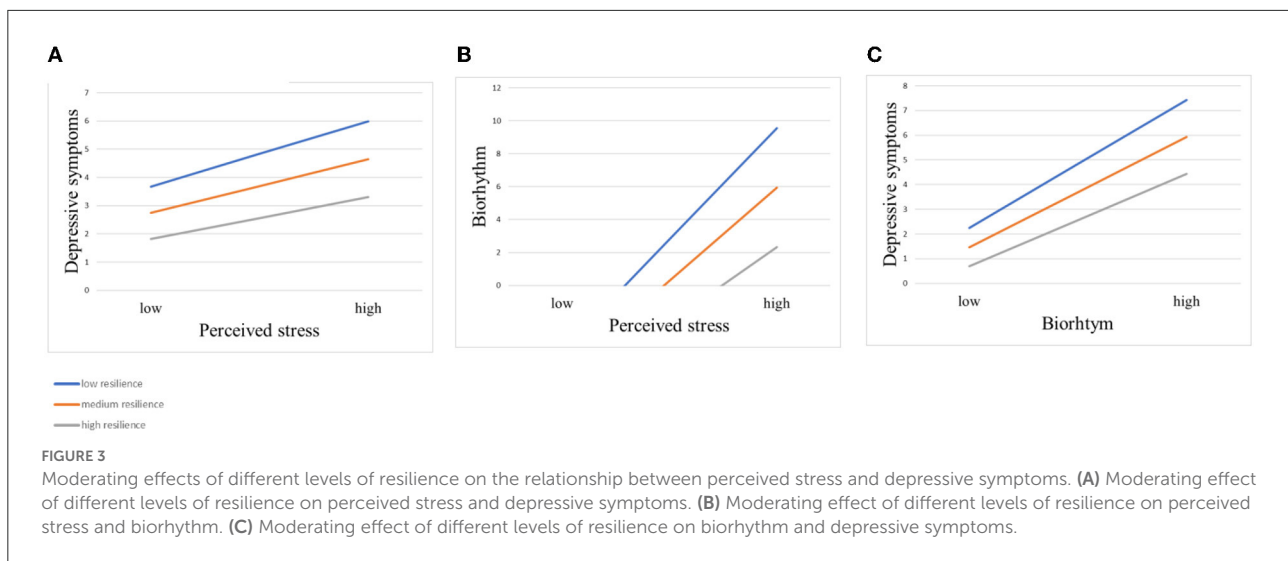 A
7
6
5
4
3
2
1
0
Depressive symptoms
low high
Perceived stress
B
12
10
8
6
4
2
0
Biorhythm
low high
Perceived stress
C
8
7
6
5
4
3
2
1
0
Depressive symptoms
low high
Biorhtym
low resilience
medium resilience
high resilience
FIGURE 3
Moderating effects of different levels of resilience on the relationship between perceived stress and depressive symptoms. (A) Moderating effect
of different levels of resilience on perceived stress and depressive symptoms. (B) Moderating effect of different levels of resilience on perceived
stress and biorhythm. (C) Moderating effect of different levels of resilience on biorhythm and depressive symptoms.